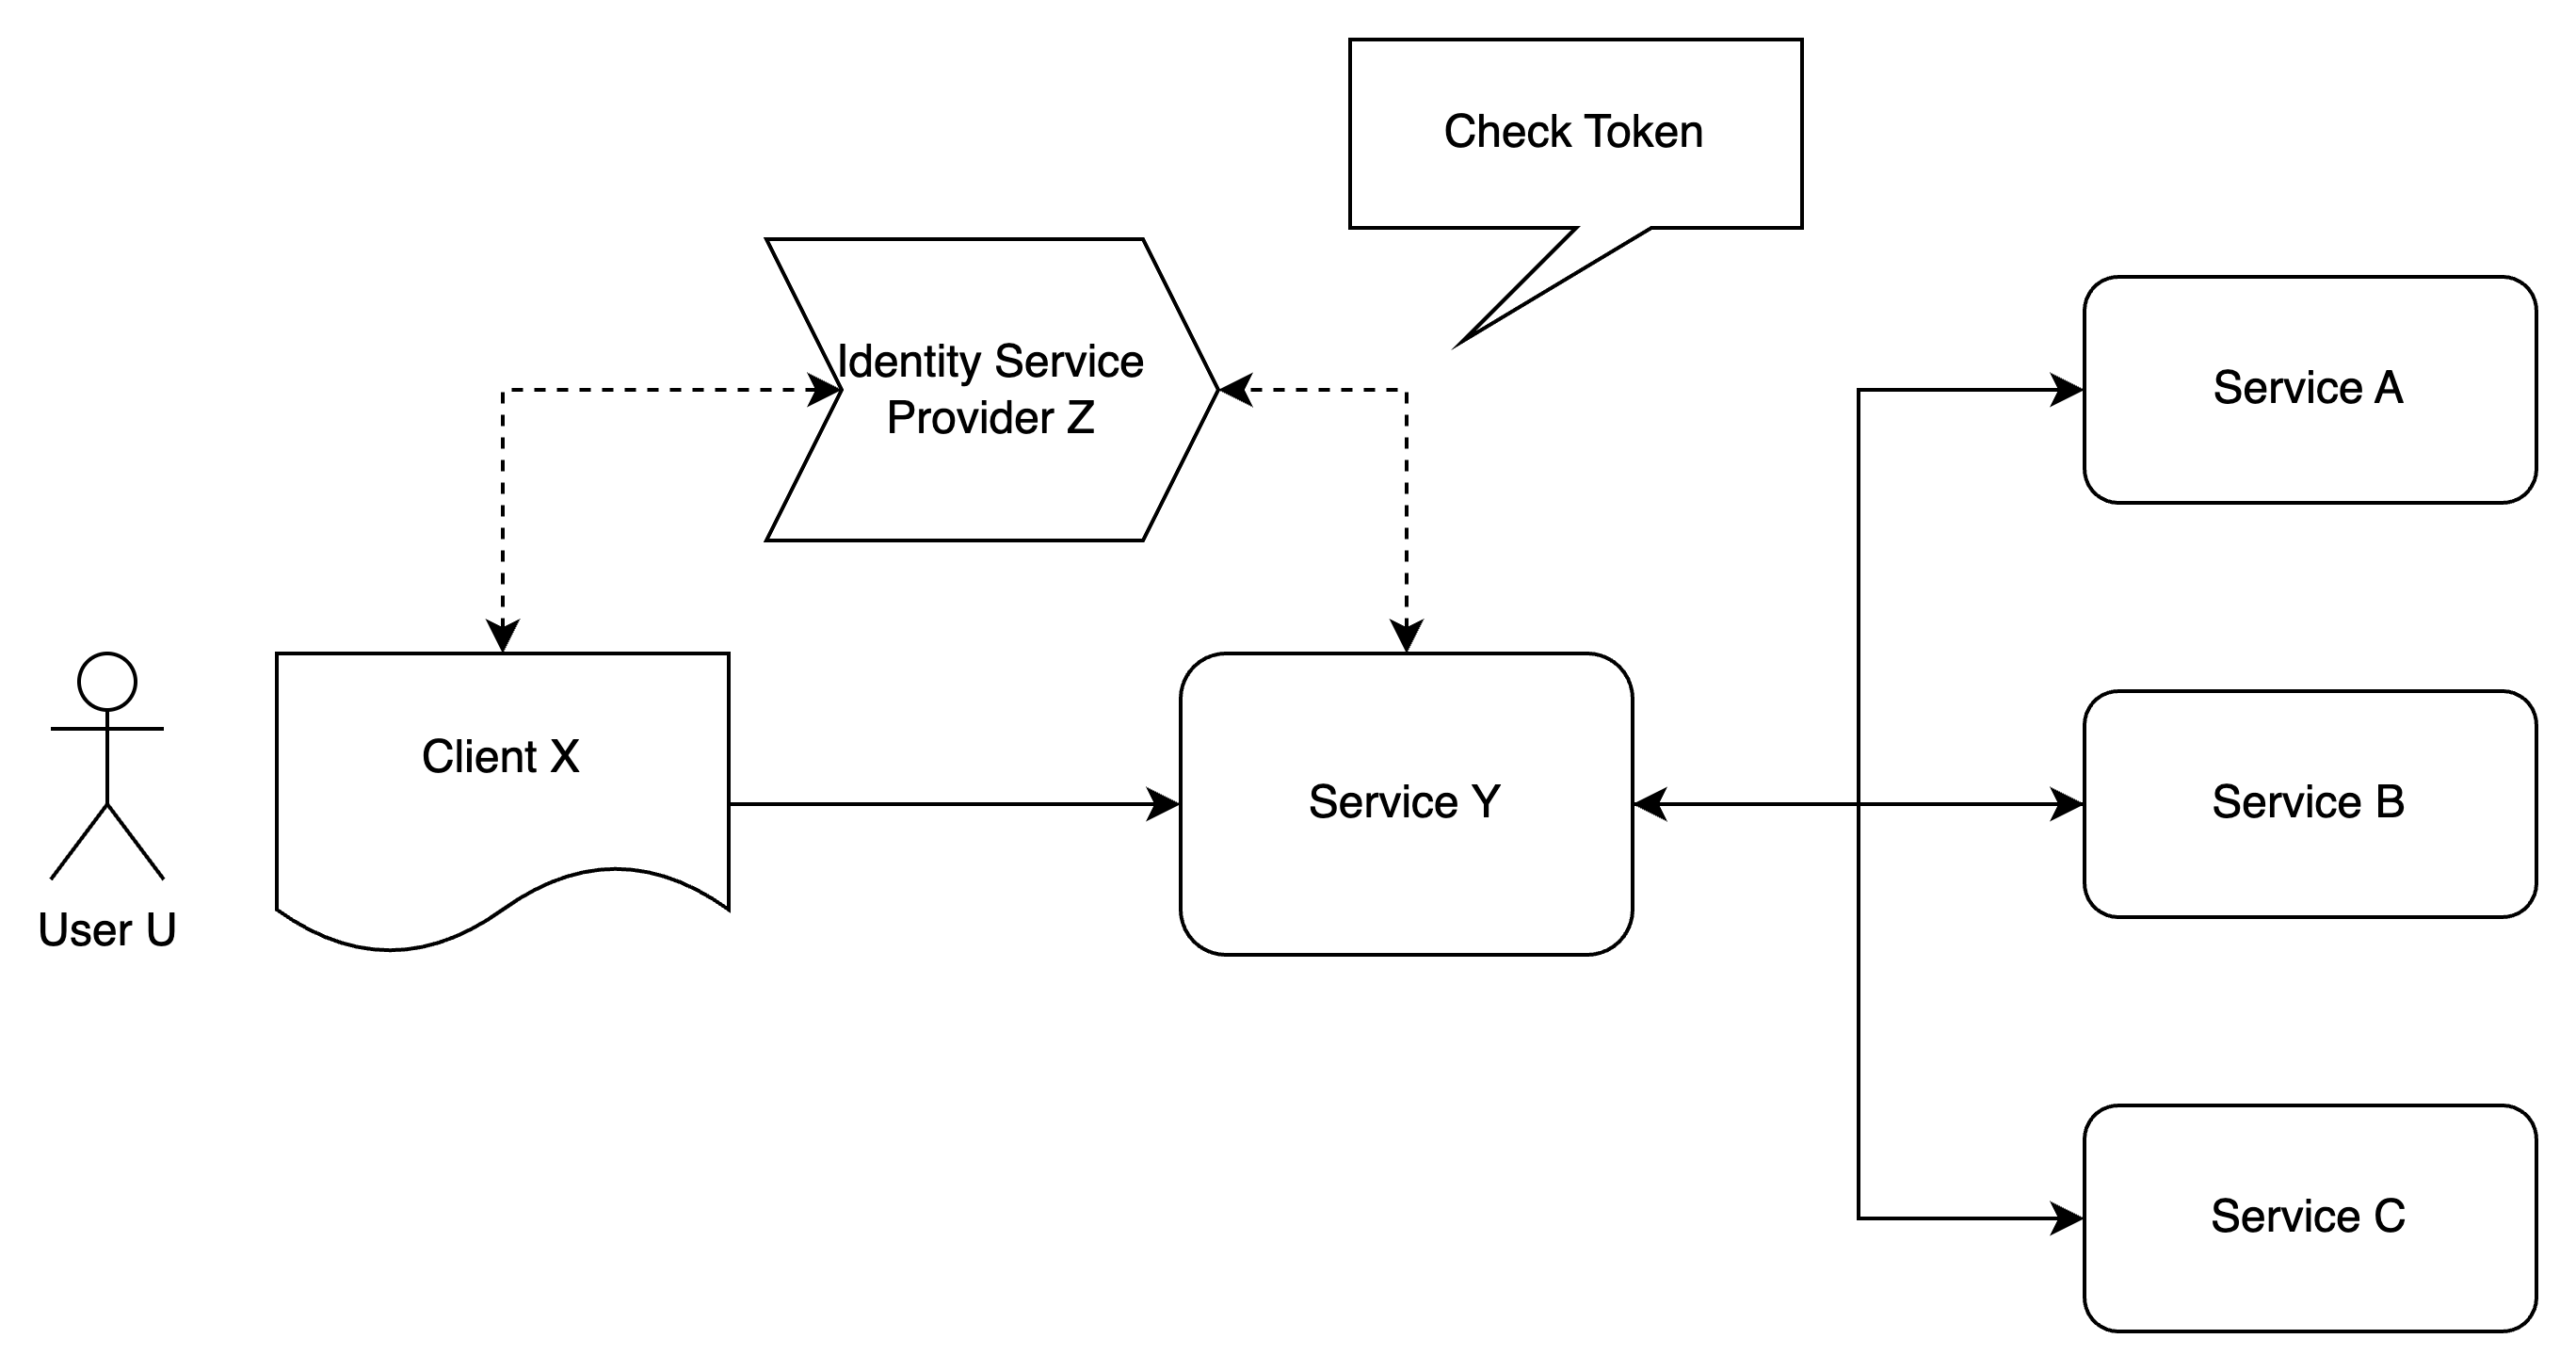 Check Token
Identity Service
Provider Z
Service A
Client X
Service Y
Service B
User U
Service C